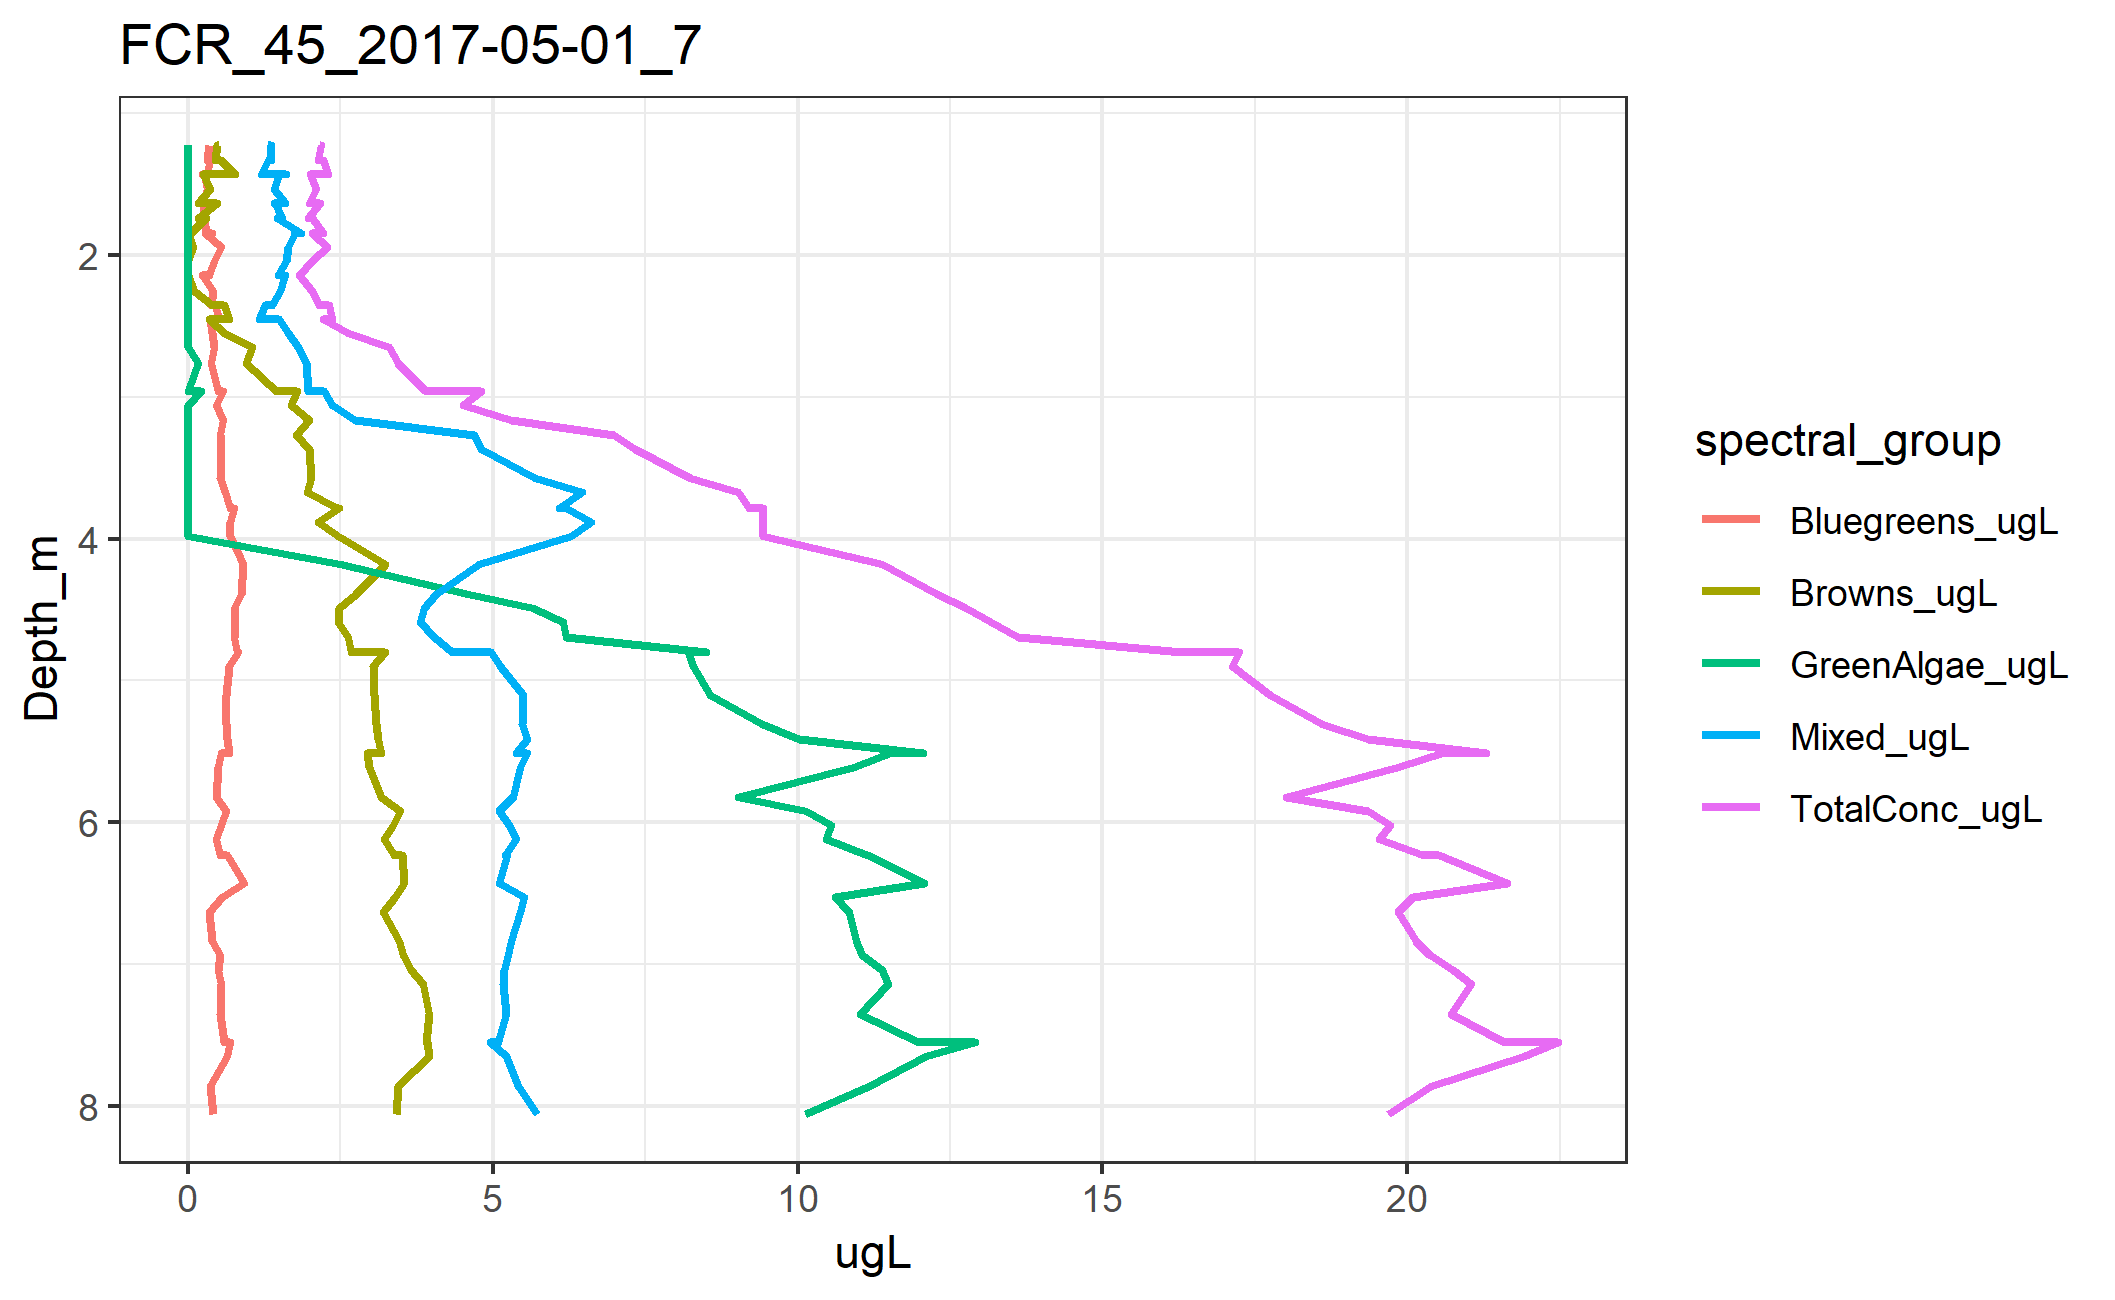 FCR_45_2017-05-01_7
Depth_m
2
4
6
8
0 5 10 15 20
ugL
spectral_group
Bluegreens_ugL
Browns_ugL
GreenAlgae_ugL
Mixed_ugL
TotalConc_ugL